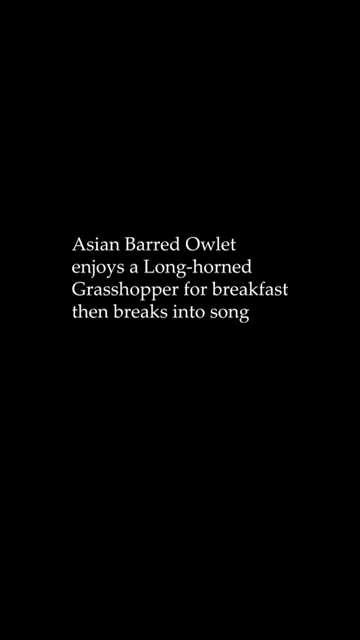 Asian Barred Owlet
enjoys a Long-horned
Grasshopper for breakfast
then breaks into song